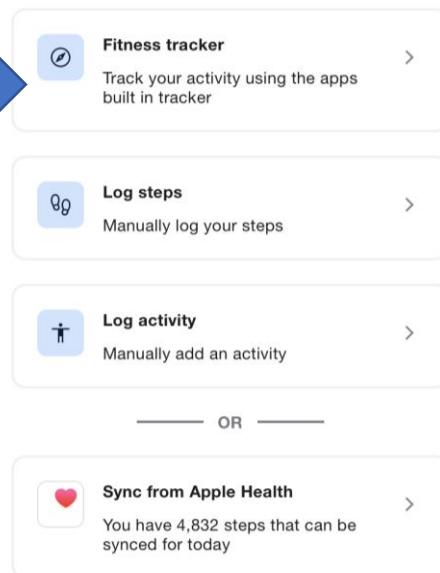 Fitness tracker
Track your activity using the apps
built in tracker
Log steps
Manually log your steps
Log activity
Manually add an activity
OR
Sync from Apple Health
You have 4,832 steps that can be
synced for today